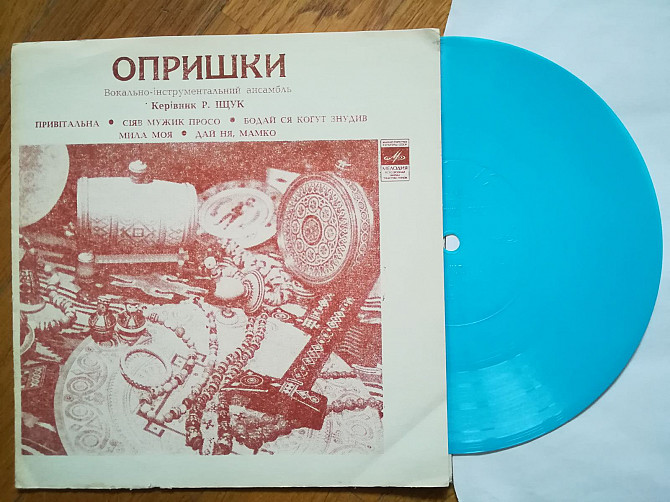 ОПРИШКИ
Вокально-інструментальний ансамбль
Керівник Р. ІЩУК
ПРИВІТАЛЬНА • СІЯВ МУЖИК ПРОСО • БОДАЙ СЯ КОГУТ ЗНУДИВ
МИЛА МОЯ • ДАЙ НЯ, МАМКО
МЕЛОДИЯ